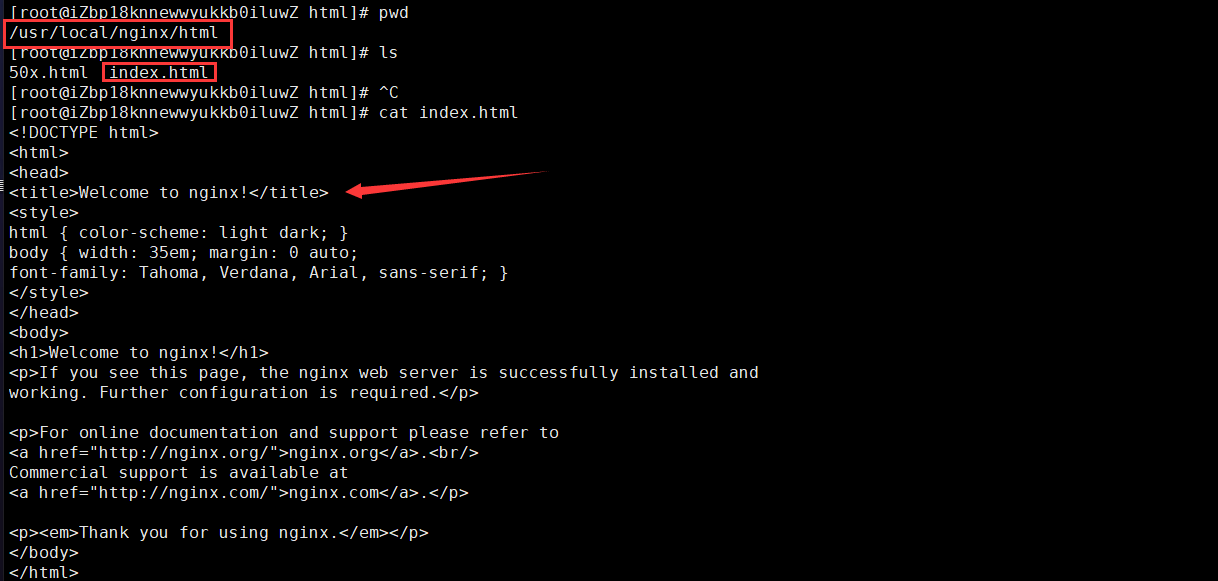 [root@iZbp18knnewwyukkb0iluwZ html]# pwd
/usr/local/nginx/html
[root@iZbp18knnewwyukkb0iluwZ html]# ls
50x.html index.html
[root@iZbp18knnewwyukkb0iluwZ html]# ^C
[root@iZbp18knnewwyukkb0iluwZ html]# cat index.html
<!DOCTYPE html>
<html>
<head>
<title>Welcome to nginx!</title>
<style>
html { color-scheme: light dark; }
body { width: 35em; margin: 0 auto;
font-family: Tahoma, Verdana, Arial, sans-serif; }
</style>
</head>
<body>
<h1>Welcome to nginx!</h1>
<p>If you see this page, the nginx web server is successfully installed and
working. Further configuration is required.</p>

<p>For online documentation and support please refer to
<a href="http://nginx.org/">nginx.org</a>.<br/>
Commercial support is available at
<a href="http://nginx.com/">nginx.com</a>.</p>

<p><em>Thank you for using nginx.</em></p>
</body>
</html>